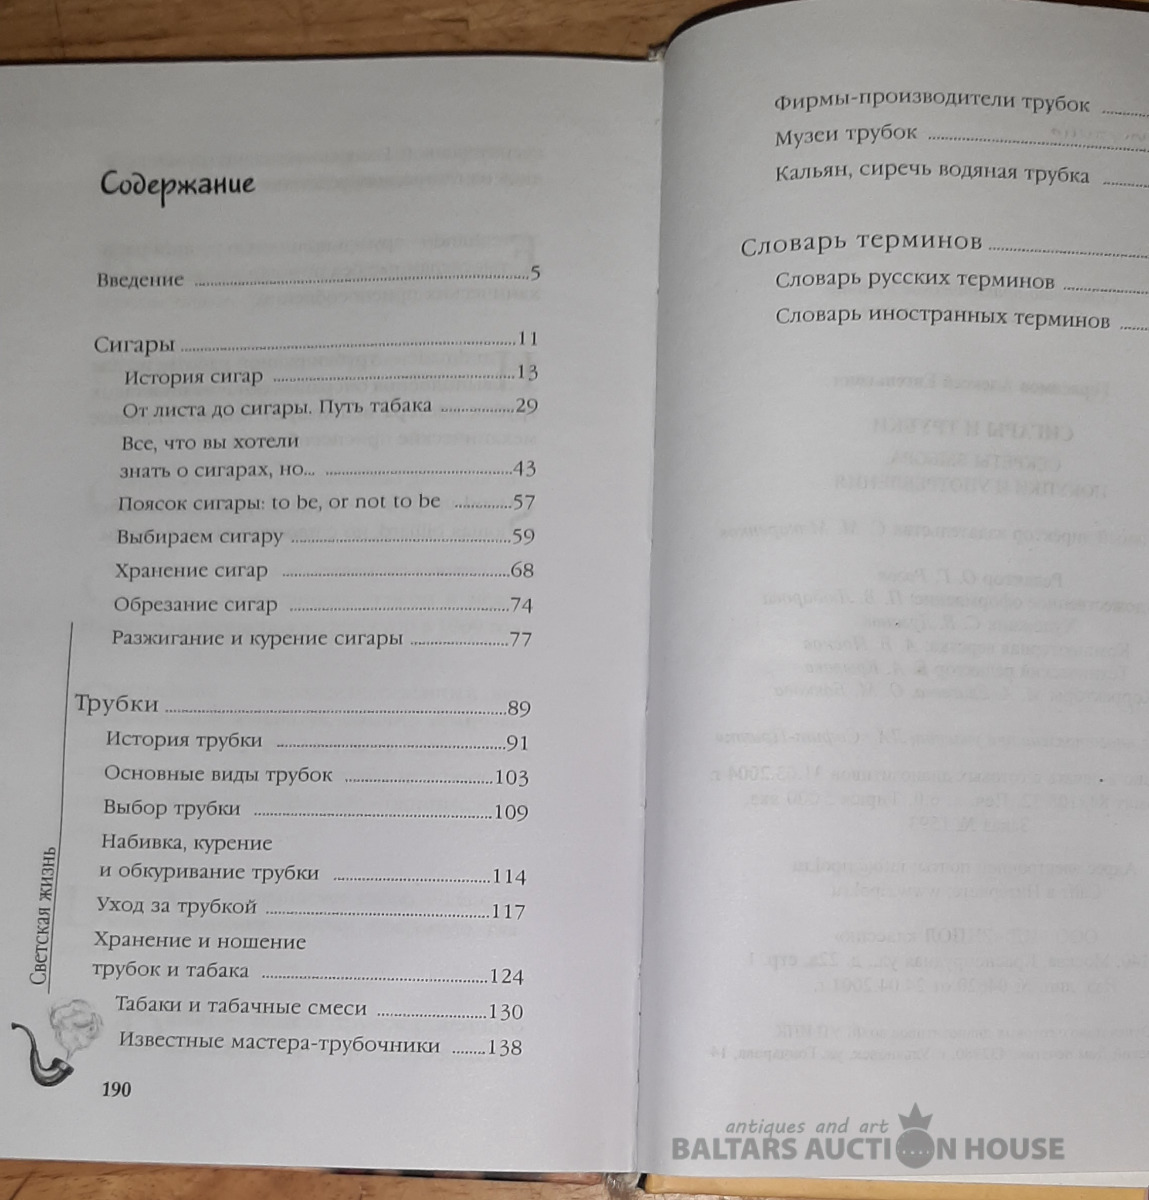 Содержание
Введение ....................5
Сигары ....................11
История сигар ....................13
От листа до сигары. Путь табака ....................29
Все, что вы хотели
знать о сигарах, но... ....................43
Поясок сигары: to be, or not to be ............57
Выбираем сигару ....................59
Хранение сигар ....................68
Обрезание сигар ....................74
Разжигание и курение сигары ....................77
Трубки ....................89
История трубки ....................91
Основные виды трубок ....................103
Выбор трубки ....................109
Набивка, курение
и обкуривание трубки ....................114
Уход за трубкой ....................117
Хранение и ношение
трубок и табака ....................124
Табаки и табачные смеси ....................130
Известные мастера-трубочники ........138
190
Светская жизнь
Фирмы-производители трубок ..........
Музеи трубок ....................
Кальян, сиречь водяная трубка ..........
Словарь терминов ....................
Словарь русских терминов ..........
Словарь иностранных терминов ......
antiques and art
BALTARS AUCTION HOUSE